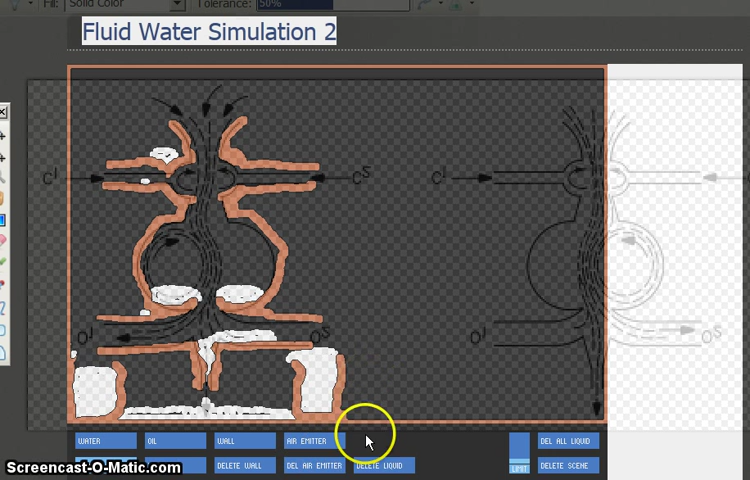 Fill: Solid Color Tolerance: 50%
Fluid Water Simulation 2
WATER OIL WALL AIR EMITTER DEL ALL LIQUID
DELETE WALL DEL AIR EMITTER DELETE LIQUID LIMIT DELETE SCENE
Screencast-O-Matic.com